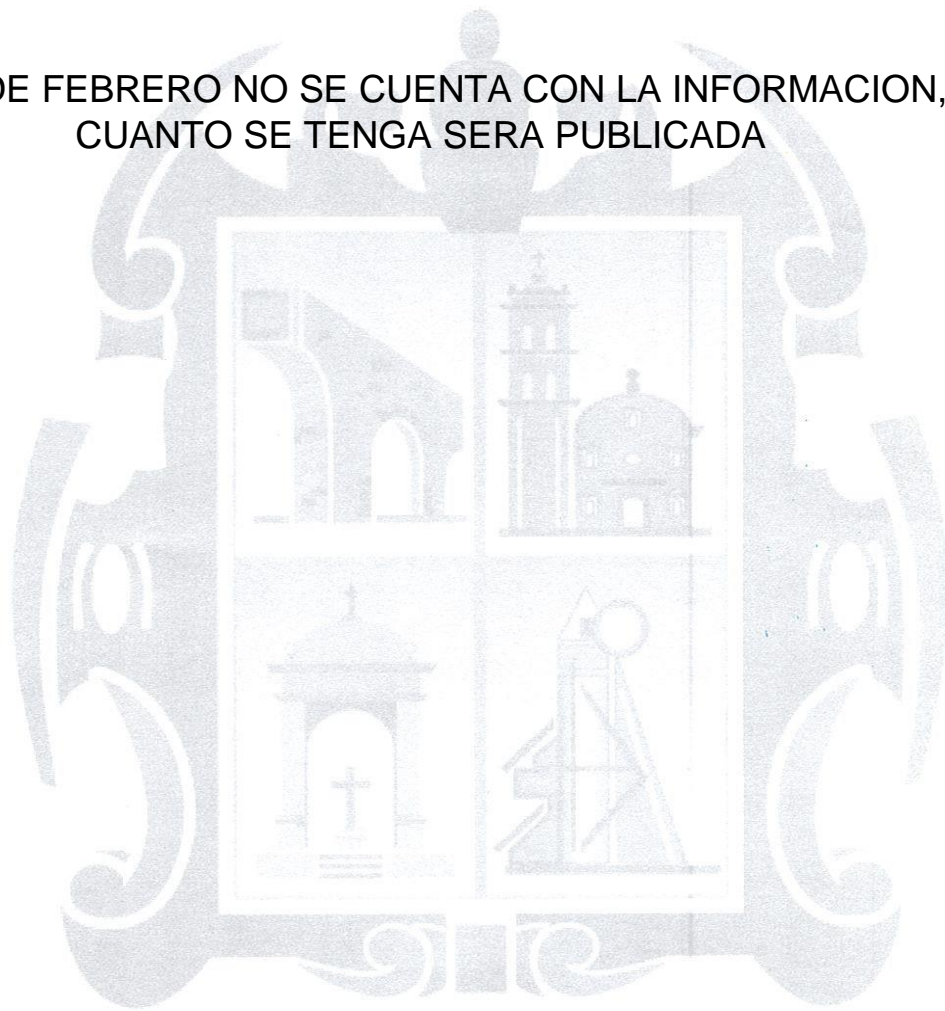 DE FEBRERO NO SE CUENTA CON LA INFORMACION,
CUANTO SE TENGA SERA PUBLICADA